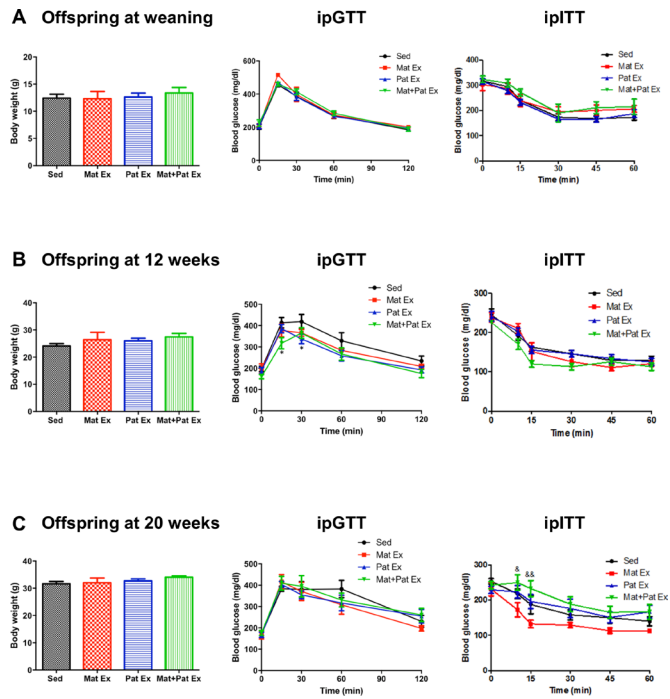 A Offspring at weaning ipGTT ipITT
Body weight (g)
20
15
10
5
0
Sed Mat Ex Pat Ex Mat+Pat Ex
Blood glucose (mg/dl)
600
400
200
0
0 30 60 90 120
Time (min)
Sed
Mat Ex
Pat Ex
Mat+Pat Ex
Blood glucose (mg/dl)
400
300
200
100
0
0 15 30 45 60
Time (min)
Sed
Mat Ex
Pat Ex
Mat+Pat Ex
B Offspring at 12 weeks ipGTT ipITT
Body weight (g)
40
30
20
10
0
Sed Mat Ex Pat Ex Mat+Pat Ex
Blood glucose (mg/dl)
500
400
300
200
100
0
0 30 60 90 120
Time (min)
Sed
Mat Ex
Pat Ex
Mat+Pat Ex
* *
Blood glucose (mg/dl)
300
200
100
0
0 15 30 45 60
Time (min)
Sed
Mat Ex
Pat Ex
Mat+Pat Ex
C Offspring at 20 weeks ipGTT ipITT
Body weight (g)
40
30
20
10
0
Sed Mat Ex Pat Ex Mat+Pat Ex
Blood glucose (mg/dl)
600
400
200
0
0 30 60 90 120
Time (min)
Sed
Mat Ex
Pat Ex
Mat+Pat Ex
Blood glucose (mg/dl)
300
200
100
0
0 15 30 45 60
Time (min)
& &&
Sed
Mat Ex
Pat Ex
Mat+Pat Ex